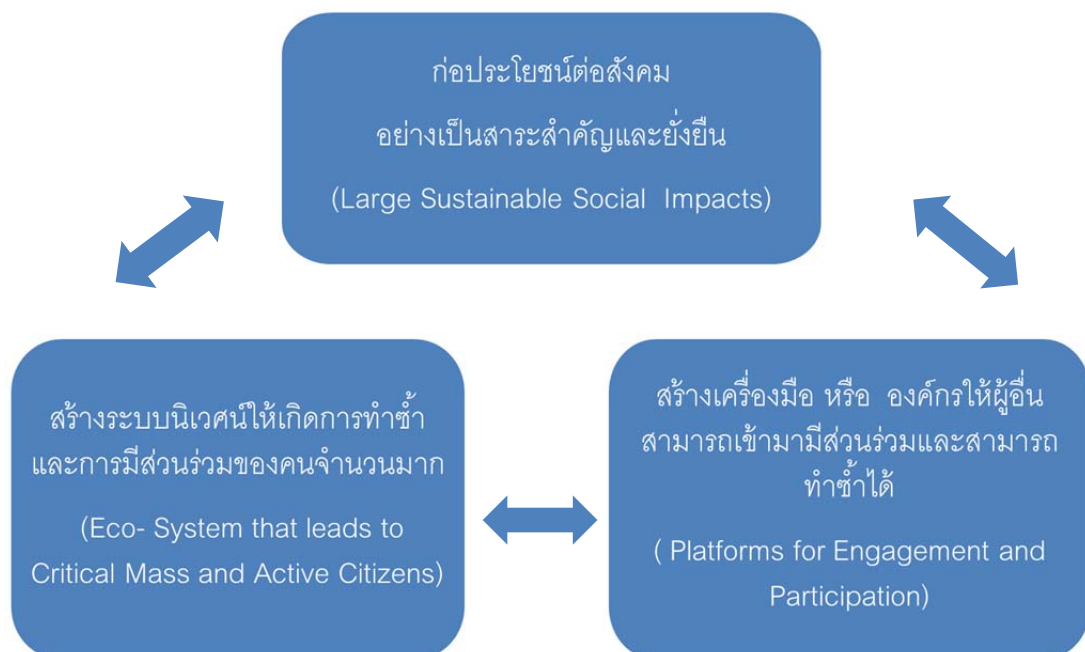 ก่อประโยชน์ต่อสังคม
อย่างเป็นสาระสำคัญและยั่งยืน
(Large Sustainable Social Impacts)
สร้างระบบนิเวศน์ให้เกิดการทำซ้ำ
และการมีส่วนร่วมของคนจำนวนมาก
(Eco- System that leads to
Critical Mass and Active Citizens)
สร้างเครื่องมือ หรือ องค์กรให้ผู้อื่น
สามารถเข้ามามีส่วนร่วมและสามารถ
ทำซ้ำได้
( Platforms for Engagement and
Participation)